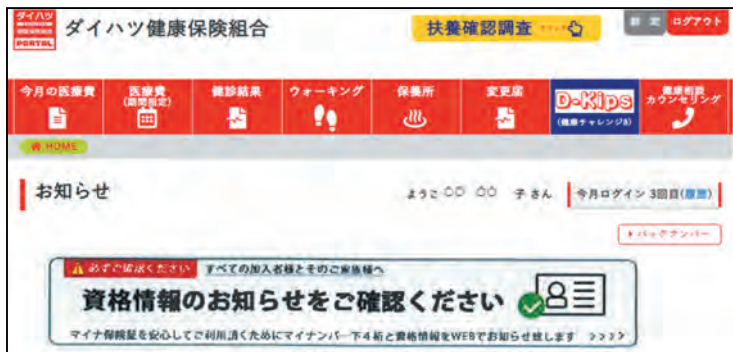 ダイハツ
PORTAL
ダイハツ健康保険組合
扶養確認調査
設 定
ログアウト
今月の医療費
医療費
(期間指定)
健診結果
ウォーキング
保養所
変更届
D-Kips
(健康チャレンジ8)
健康相談
カウンセリング
HOME
お知らせ
ようこそ○○ ○○ 子 さん
今月ログイン 3回目(履歴)
バックナンバー
必ずご確認ください すべての加入者様とそのご家族様へ
資格情報のお知らせをご確認ください
マイナ保険証を安心してご利用頂くためにマイナンバー下4桁と資格情報をWEBでお知らせ致します >>>>